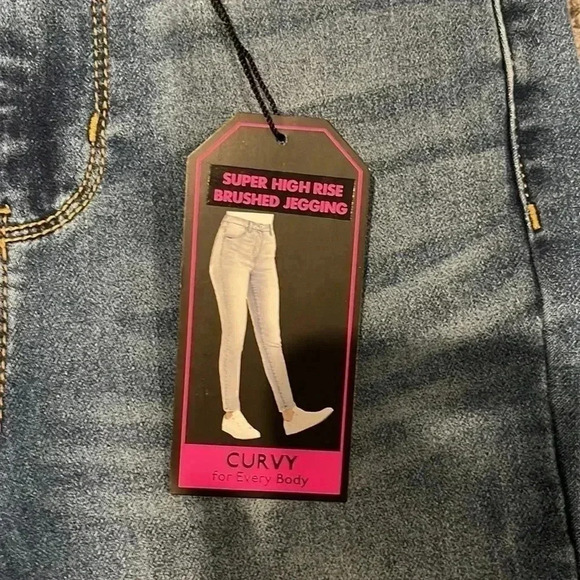 SUPER HIGH RISE
BRUSHED JEGGING
CURVY
for Every Body